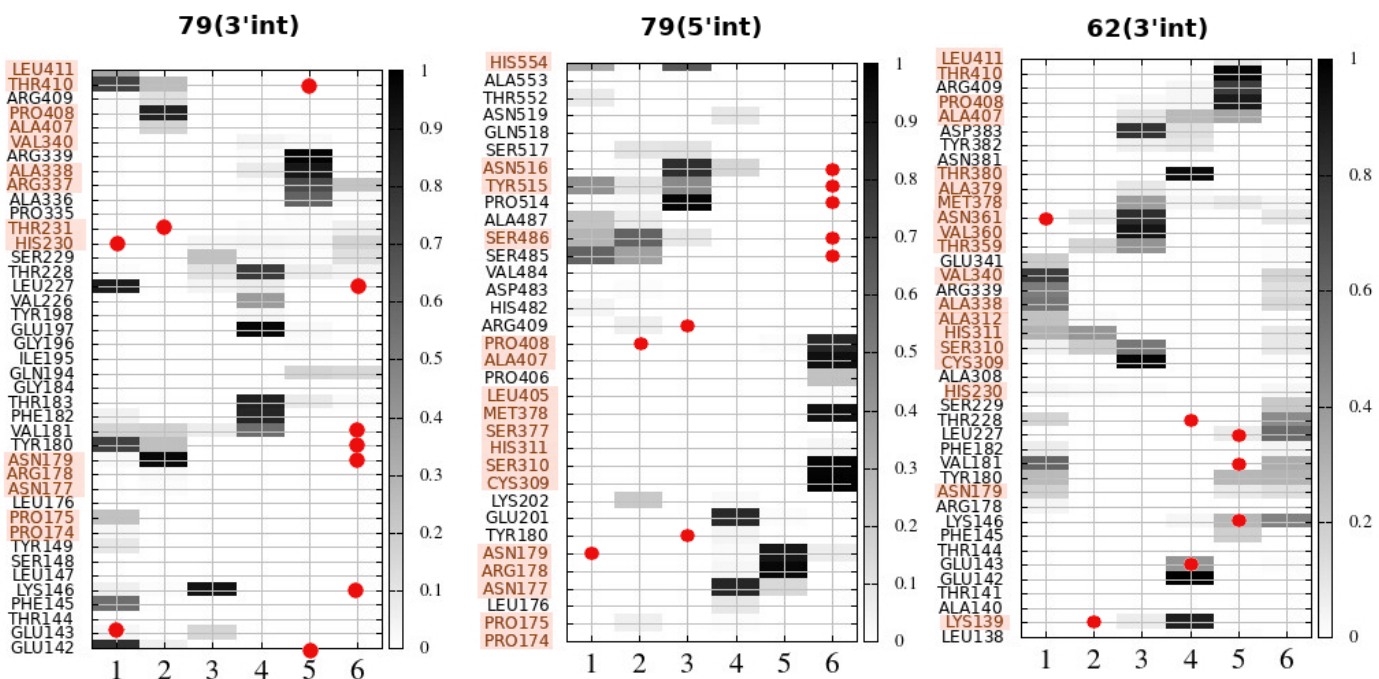 79(3'int)
LEU411
THR410
ARG409
PRO408
ALA407
VAL340
ARG339
ALA338
ARG337
ALA336
PRO335
THR231
HIS230
SER229
THR228
LEU227
VAL226
TYR198
GLU197
GLY196
ILE195
GLN194
GLY184
THR183
PHE182
VAL181
TYR180
ASN179
ARG178
ASN177
LEU176
PRO175
PRO174
TYR149
SER148
LEU147
LYS146
PHE145
THR144
GLU143
GLU142
1 2 3 4 5 6
1
0.9
0.8
0.7
0.6
0.5
0.4
0.3
0.2
0.1
0
79(5'int)
HIS554
ALA553
THR552
ASN519
GLN518
SER517
ASN516
TYR515
PRO514
ALA487
SER486
SER485
VAL484
ASP483
HIS482
ARG409
PRO408
ALA407
PRO406
LEU405
MET378
SER377
HIS311
SER310
CYS309
LYS202
GLU201
TYR180
ASN179
ARG178
ASN177
LEU176
PRO175
PRO174
1 2 3 4 5 6
1
0.9
0.8
0.7
0.6
0.5
0.4
0.3
0.2
0.1
0
62(3'int)
LEU411
THR410
ARG409
PRO408
ALA407
ASP383
TYR382
ASN381
THR380
ALA379
MET378
ASN361
VAL360
THR359
GLU341
VAL340
ARG339
ALA338
ALA312
HIS311
SER310
CYS309
ALA308
HIS230
SER229
THR228
LEU227
PHE182
VAL181
TYR180
ASN179
ARG178
LYS146
PHE145
THR144
GLU143
GLU142
THR141
ALA140
LYS139
LEU138
1 2 3 4 5 6
1
0.8
0.6
0.4
0.2
0